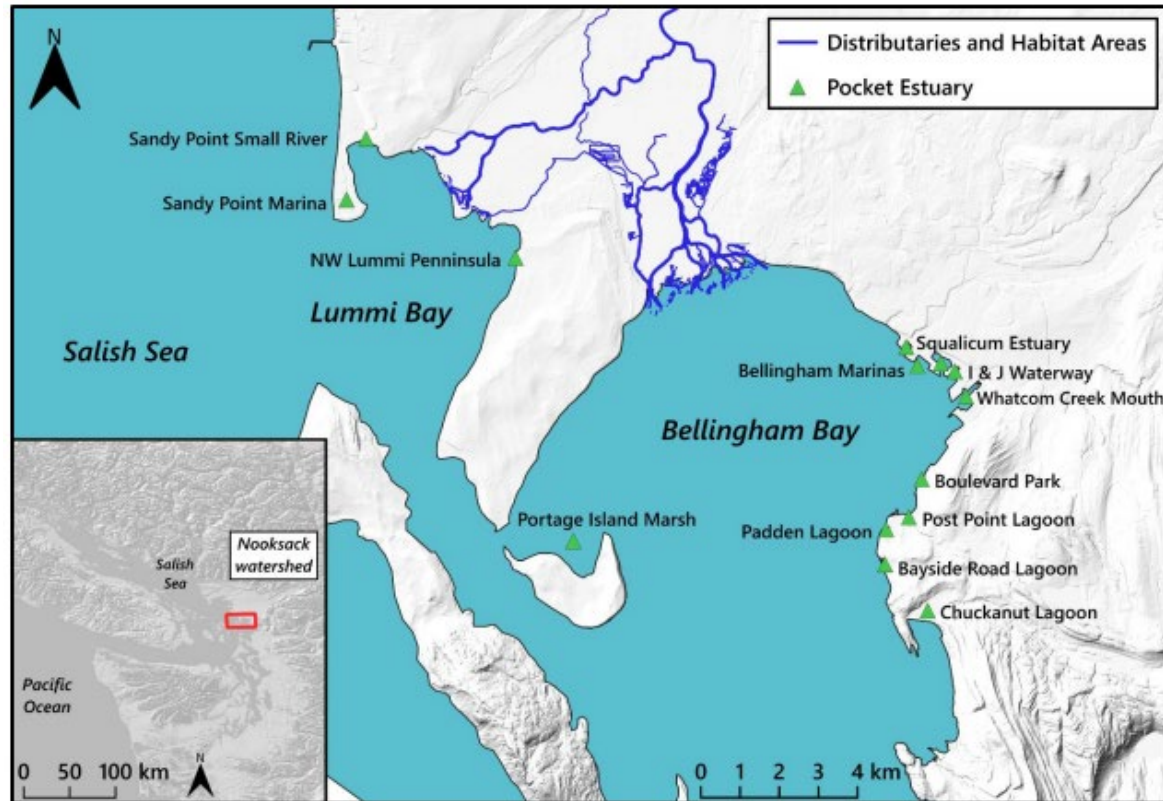 N
Distributaries and Habitat Areas
Pocket Estuary
Sandy Point Small River
Sandy Point Marina
NW Lummi Penninsula
Lummi Bay
Salish Sea
Squalicum Estuary
Bellingham Marinas
I & J Waterway
Whatcom Creek Mouth
Bellingham Bay
Boulevard Park
Portage Island Marsh
Post Point Lagoon
Padden Lagoon
Bayside Road Lagoon
Chuckanut Lagoon
Nooksack
watershed
Salish
Sea
Pacific
Ocean
N
0 50 100 km
0 1 2 3 4 km